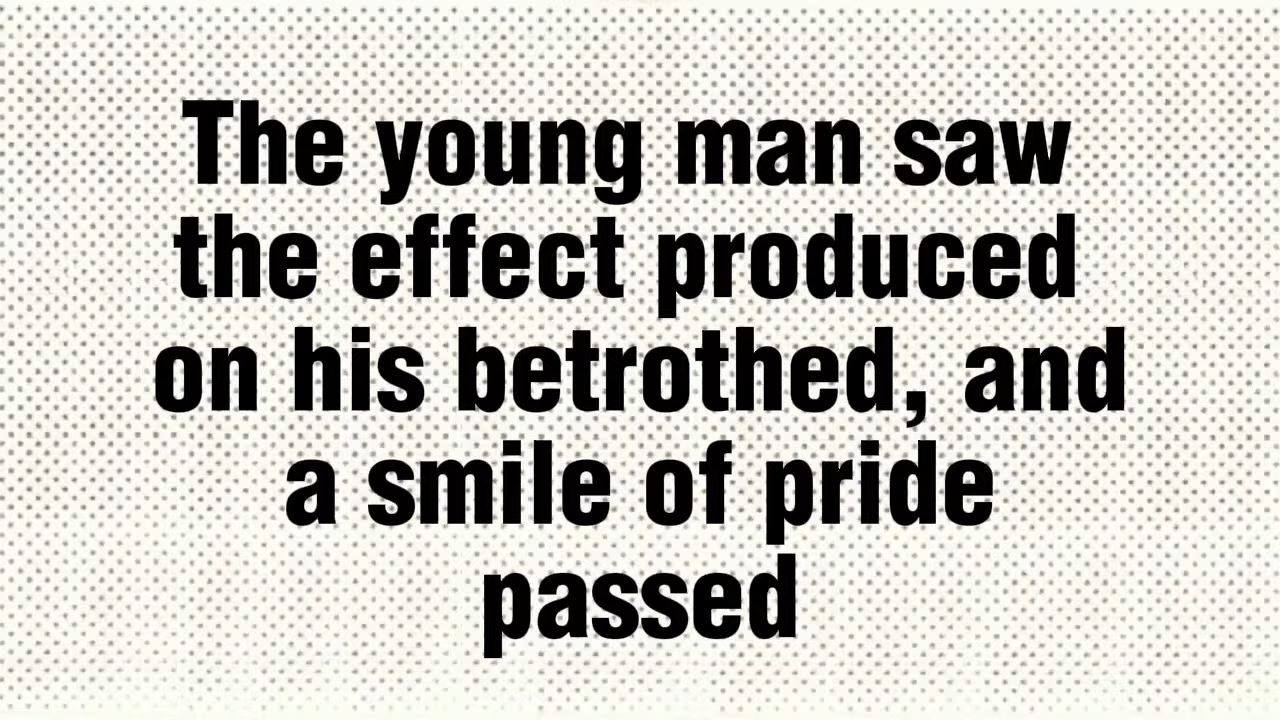 The young man saw
the effect produced
on his betrothed, and
a smile of pride
passed